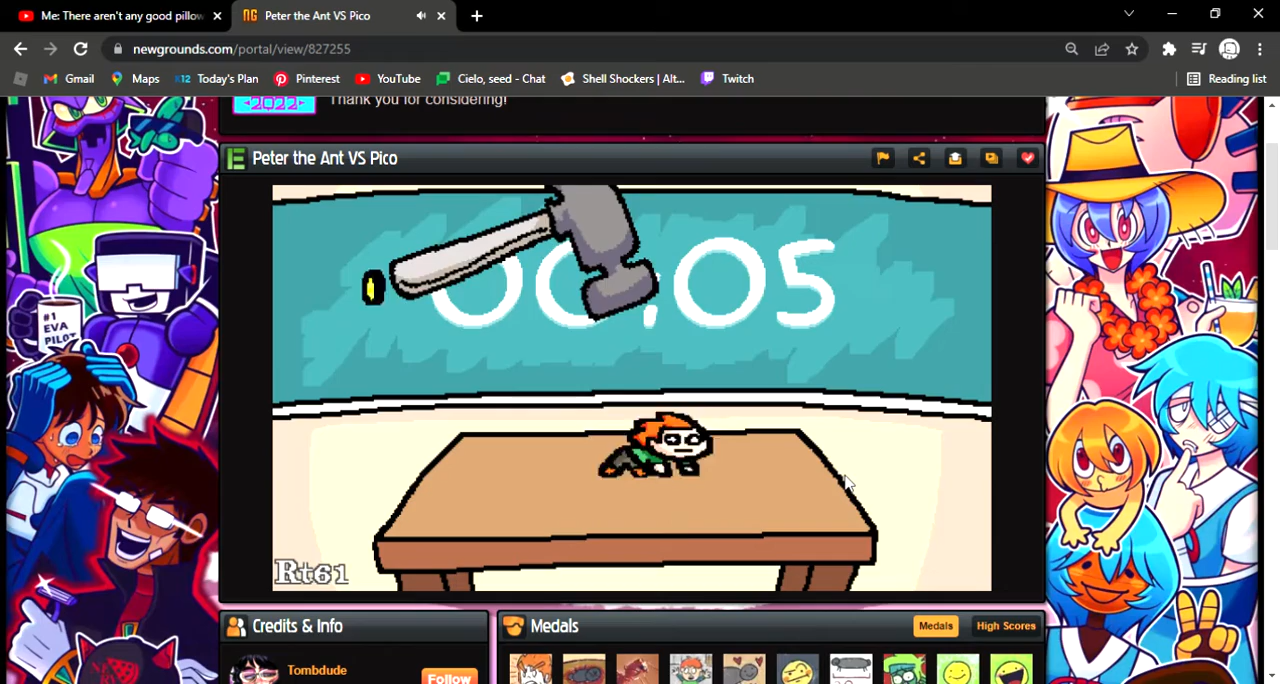 Me: There aren't any good pillow
Peter the Ant VS Pico
newgrounds.com/portal/view/827255
Gmail
Maps
K12 Today's Plan
Pinterest
YouTube
Cielo, seed - Chat
Shell Shockers | Alt...
Twitch
Reading list
2022
Thank you for considering!
E Peter the Ant VS Pico
00:05
#1
EVA
PILOT
Rt61
Credits & Info
Medals
Medals
High Scores
Tombdude
Follow